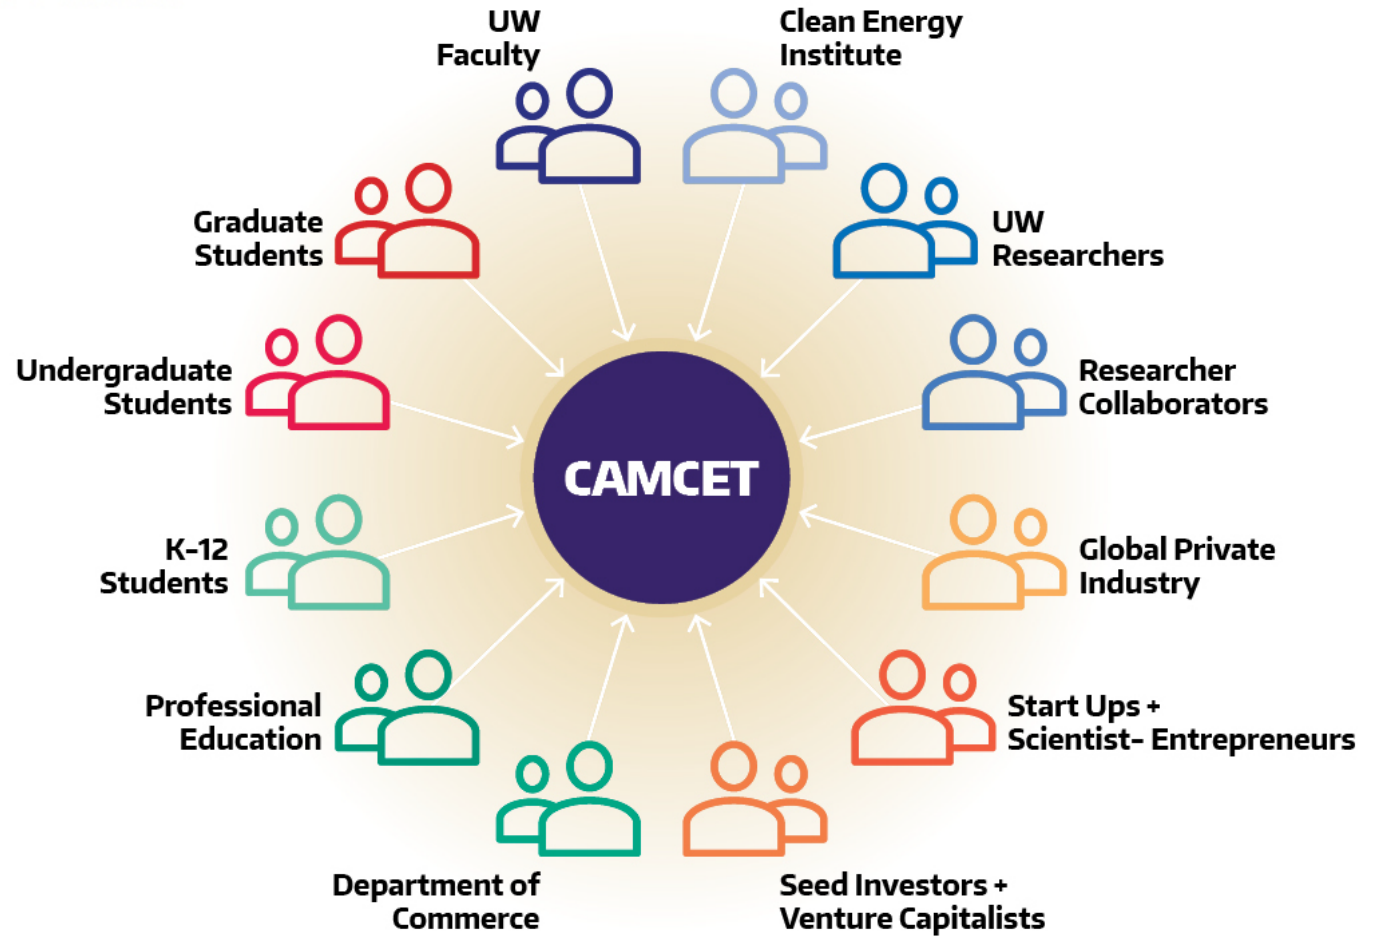 UW
Faculty
Clean Energy
Institute
Graduate
Students
UW
Researchers
Undergraduate
Students
Researcher
Collaborators
CAMCET
K-12
Students
Global Private
Industry
Professional
Education
Start Ups +
Scientist- Entrepreneurs
Department of
Commerce
Seed Investors +
Venture Capitalists